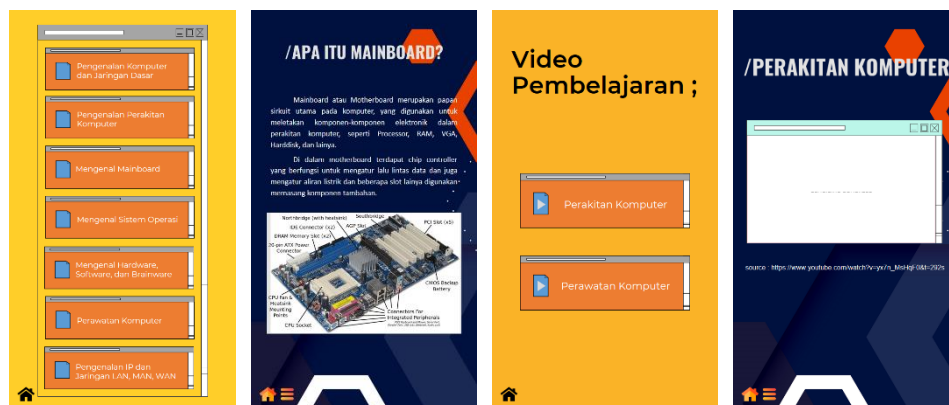 Pengenalan Komputer
dan Jaringan Dasar
Pengenalan Perakitan
Komputer
Mengenal Mainboard
Mengenal Sistem Operasi
Mengenal Hardware,
Software, dan Brainware
Perawatan Komputer
Pengenalan IP dan
Jaringan LAN, MAN, WAN
/APA ITU MAINBOARD?
Mainboard atau Motherboard merupakan papan
sirkuit utama pada komputer, yang digunakan untuk
meletakan komponen-komponen elektronik dalam
perakitan komputer, seperti Processor, RAM, VGA,
Harddisk, dan lainya.
Di dalam motherboard terdapat chip controller
yang berfungsi untuk mengatur lalu lintas data dan juga
mengatur aliran listrik dan beberapa slot lainya digunakan
memasang komponen tambahan.
Northbridge (with heatsink)
Southbridge
IDE Connector (x2)
AGP Slot
PCI Slot (x5)
DRAM Memory Slot (x2)
20-pin ATX Power
Connector
CMOS Backup
Battery
CPU Fan &
Heatsink
Mounting
Points
Connectors For
Integrated Peripherals
CPU Socket
Video
Pembelajaran ;
Perakitan Komputer
Perawatan Komputer
/PERAKITAN KOMPUTER
source : https://www.youtube.com/watch?v=